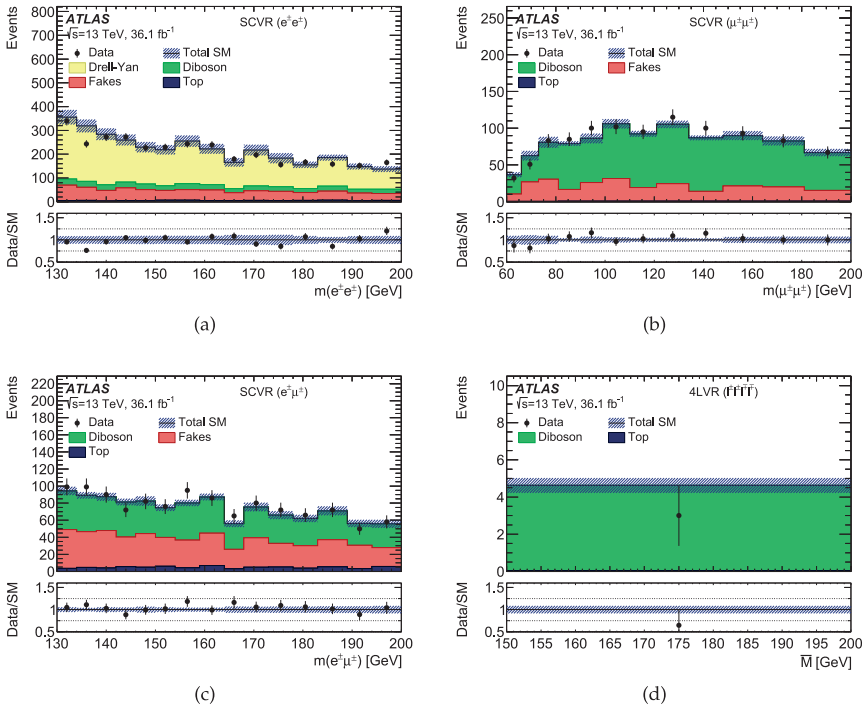 ATLAS
SCVR (e±e±)
√s=13 TeV, 36.1 fb⁻¹
Data
Total SM
Drell-Yan
Diboson
Fakes
Top
Events
800
700
600
500
400
300
200
100
0
Data/SM
1.5
1
0.5
130 140 150 160 170 180 190 200
m(e±e±) [GeV]
(a)
ATLAS
SCVR (μ±μ±)
√s=13 TeV, 36.1 fb⁻¹
Data
Total SM
Diboson
Fakes
Top
Events
250
200
150
100
50
0
Data/SM
1.5
1
0.5
60 80 100 120 140 160 180 200
m(μ±μ±) [GeV]
(b)
ATLAS
SCVR (e±μ±)
√s=13 TeV, 36.1 fb⁻¹
Data
Total SM
Diboson
Fakes
Top
Events
220
200
180
160
140
120
100
80
60
40
20
0
Data/SM
1.5
1
0.5
130 140 150 160 170 180 190 200
m(e±μ±) [GeV]
(c)
ATLAS
4LVR
√s=13 TeV, 36.1 fb⁻¹
Data
Total SM
Diboson
Top
Events
10
8
6
4
2
0
Data/SM
1.5
1
0.5
150 155 160 165 170 175 180 185 190 195 200
M̅ [GeV]
(d)